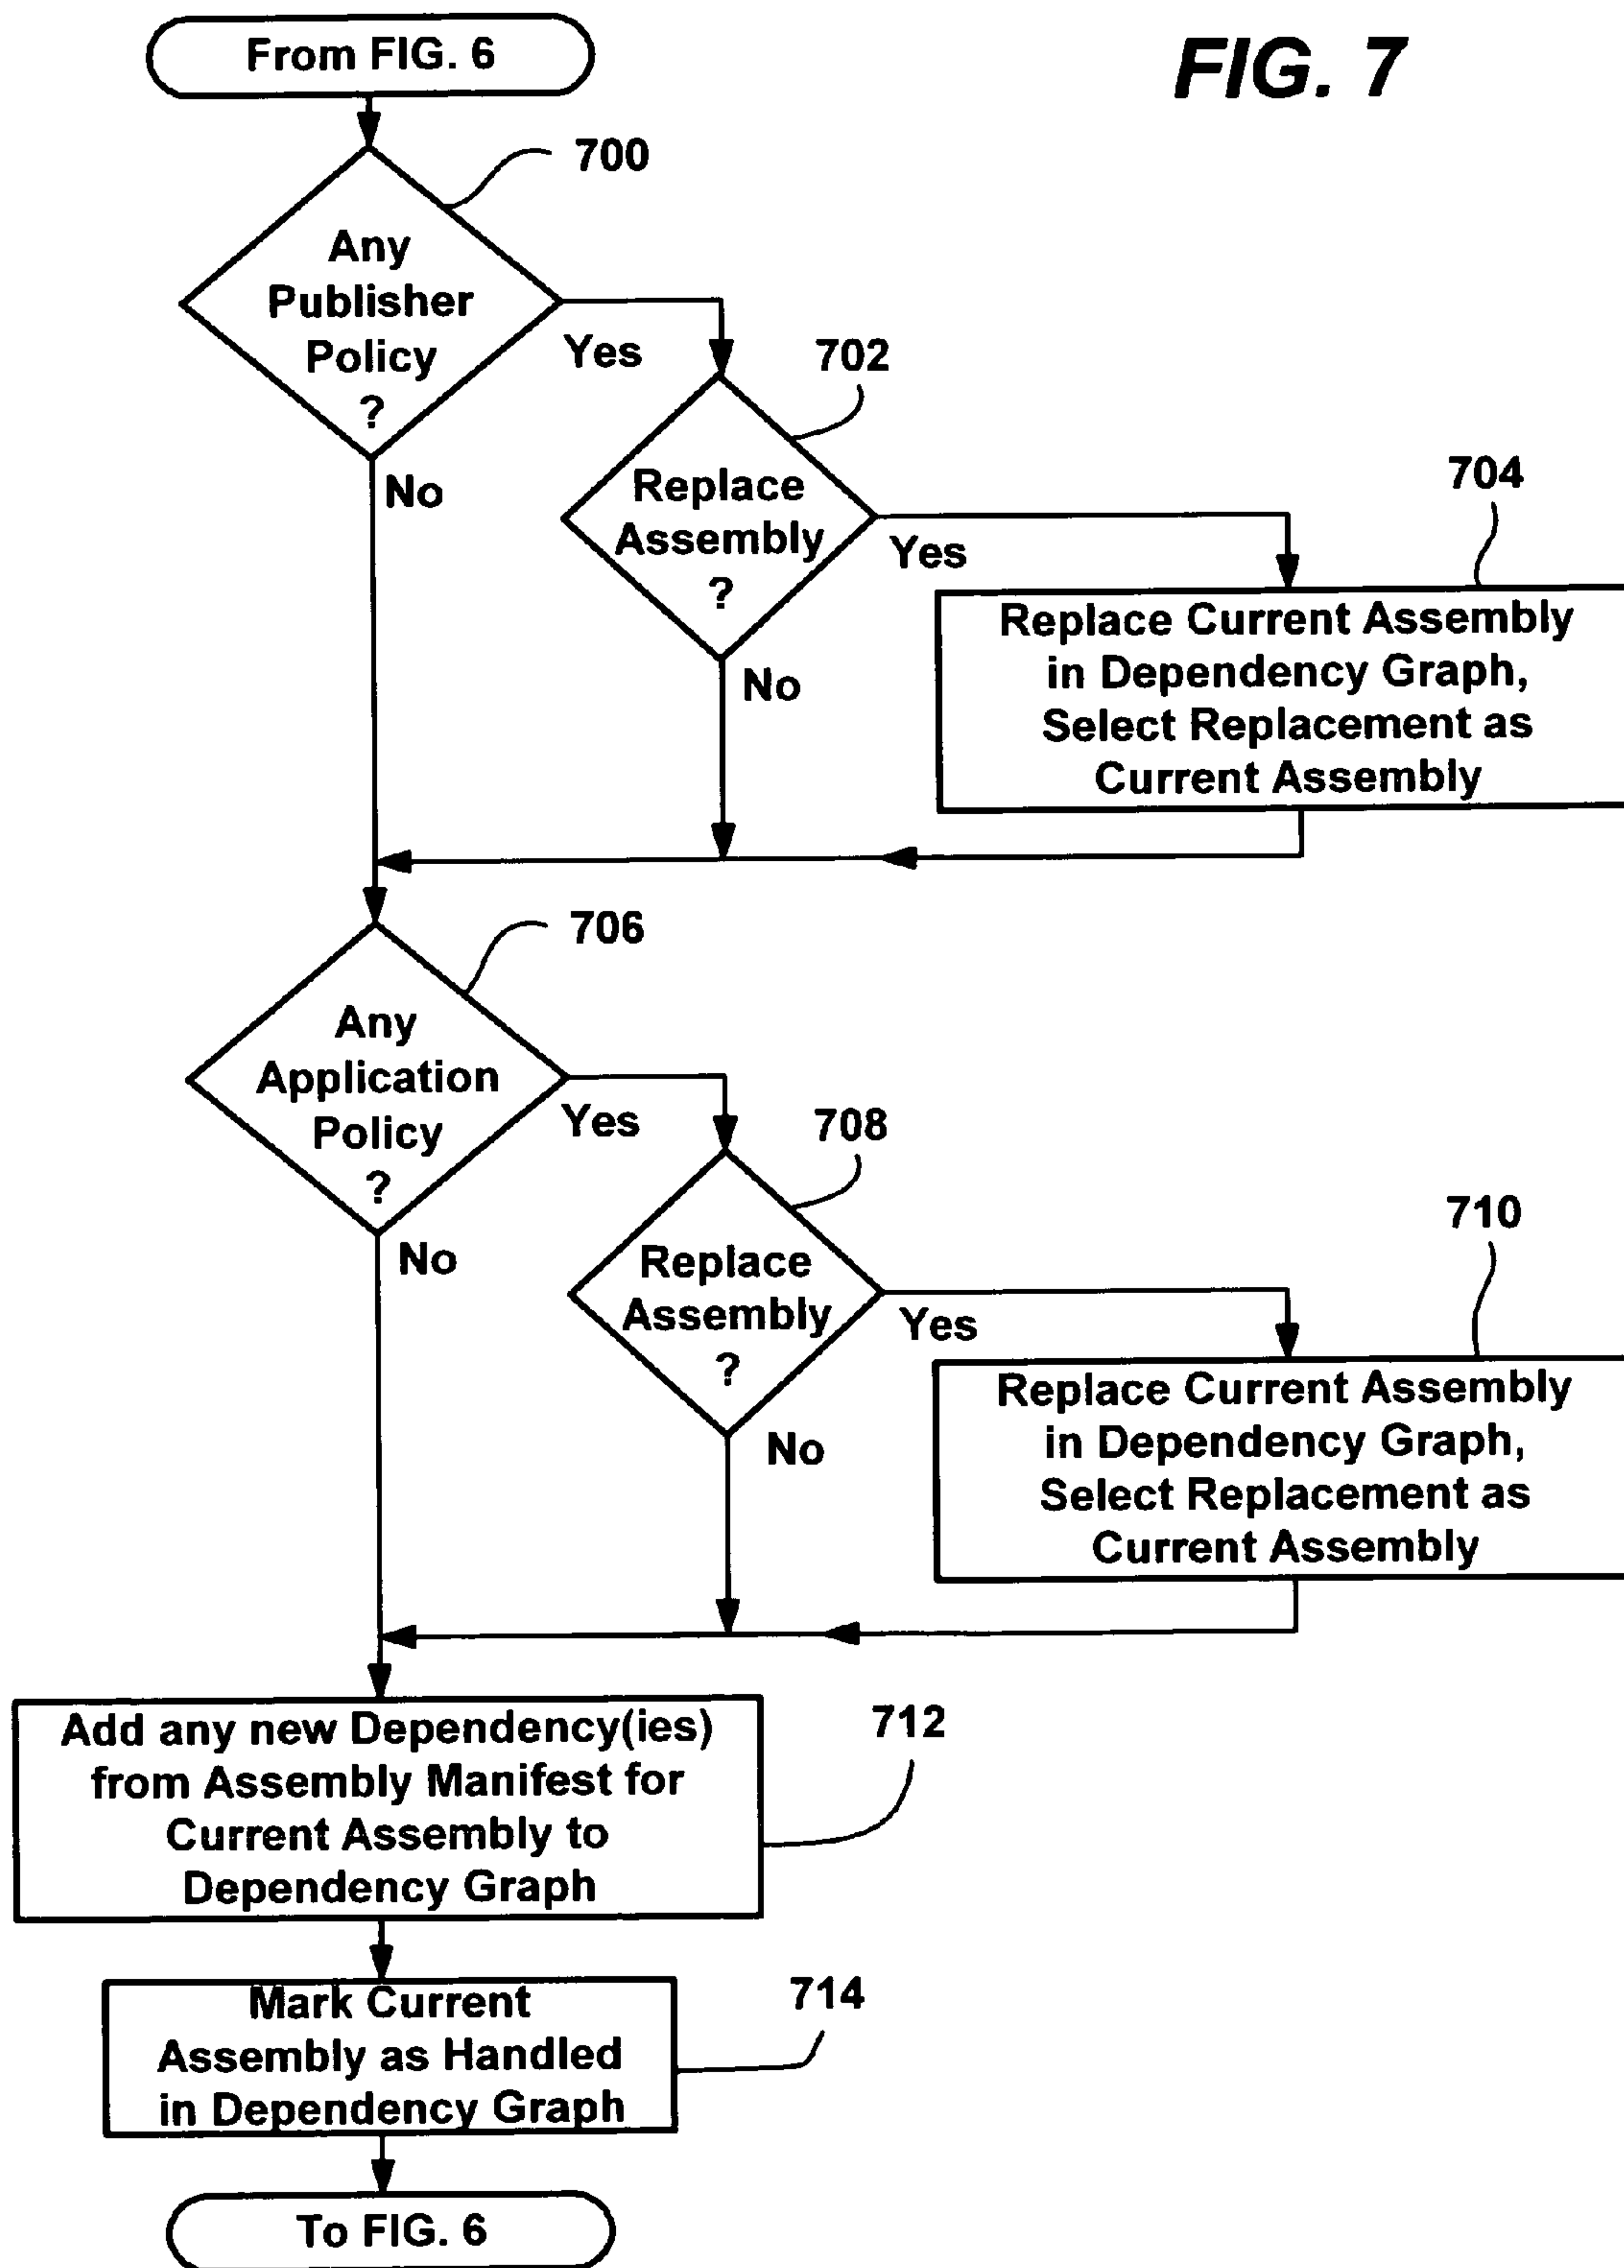 From FIG. 6
FIG. 7
700
Any
Publisher
Policy
?
Yes
No
702
Replace
Assembly
?
Yes
No
704
Replace Current Assembly
in Dependency Graph,
Select Replacement as
Current Assembly
706
Any
Application
Policy
?
Yes
No
708
Replace
Assembly
?
Yes
No
710
Replace Current Assembly
in Dependency Graph,
Select Replacement as
Current Assembly
712
Add any new Dependency(ies)
from Assembly Manifest for
Current Assembly to
Dependency Graph
714
Mark Current
Assembly as Handled
in Dependency Graph
To FIG. 6